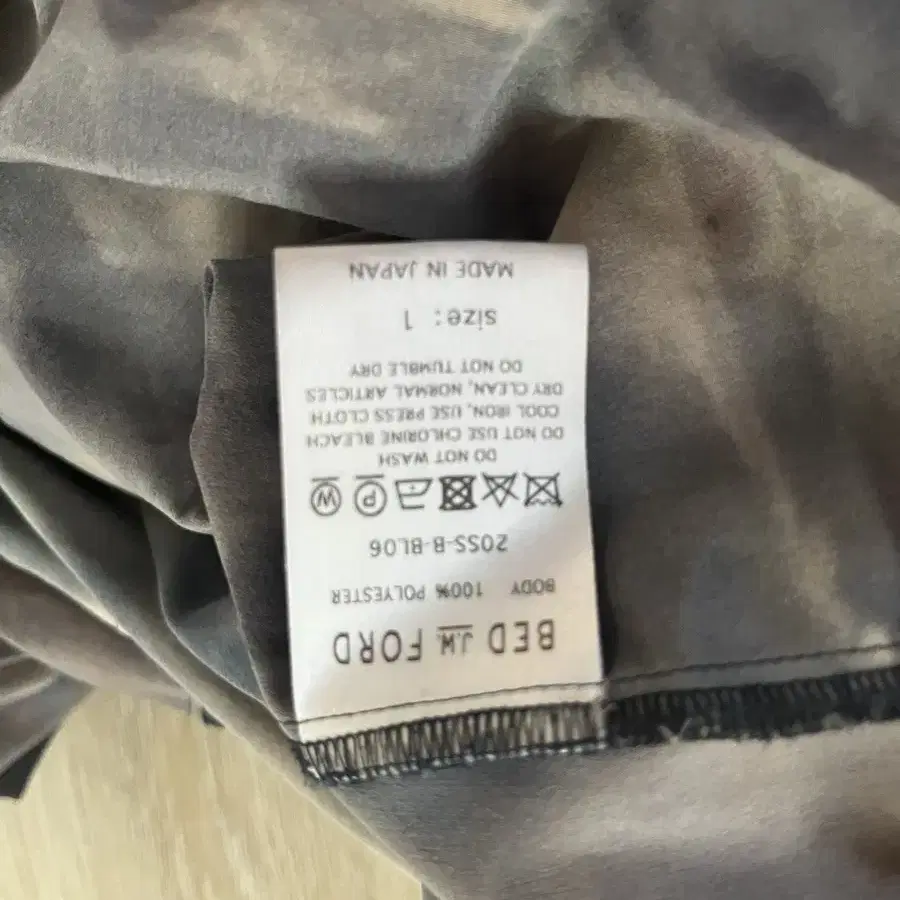 BED J.W. FORD
BODY 100% POLYESTER
20SS-B-BL06
P W
DO NOT WASH
DO NOT USE CHLORINE BLEACH
COOL IRON, USE PRESS CLOTH
DRY CLEAN, NORMAL ARTICLES
DO NOT TUMBLE DRY
size: 1
MADE IN JAPAN